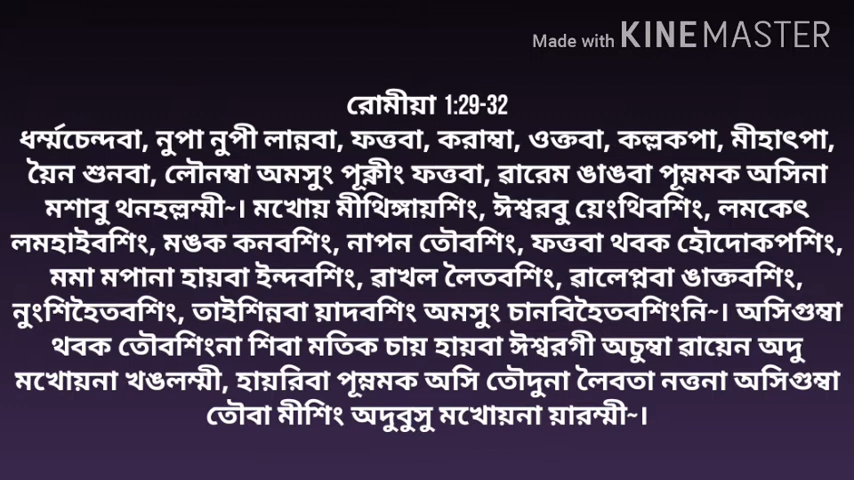 Made with KINEMASTER
রোমীয়া 1:29-32
ধর্ম্মচেন্দবা, নুপা নুপী লান্নবা, ফত্তবা, করাম্বা, ওক্তবা, কল্লকপা, মীহাৎপা,
য়ৈন শুনবা, লৌনম্বা অমসুং পূক্নীং ফত্তবা, ৱারেম ঙাঙবা পূম্নমক অসিনা
মশাবু থনহল্লম্মী~। মখোয় মীথিঙ্গায়শিং, ঈশ্বরবু য়েংথিবশিং, লমকেৎ
লমহাইবশিং, মঙক কনবশিং, নাপন তৌবশিং, ফত্তবা থবক হৌদোকপশিং,
মমা মপানা হায়বা ইন্দবশিং, ৱাখল লৈতবশিং, ৱালেপ্নবা ঙাক্তবশিং,
নুংশিহৈতবশিং, তাইশিন্নবা য়াদবশিং অমসুং চানবিহৈতবশিংনি~। অসিগুম্বা
থবক তৌবশিংনা শিবা মতিক চায় হায়বা ঈশ্বরগী অচুম্বা ৱায়েন অদু
মখোয়না খঙলম্মী, হায়রিবা পূম্নমক অসি তৌদুনা লৈবতা নত্তনা অসিগুম্বা
তৌবা মীশিং অদুবুসু মখোয়না য়ারম্মী~।